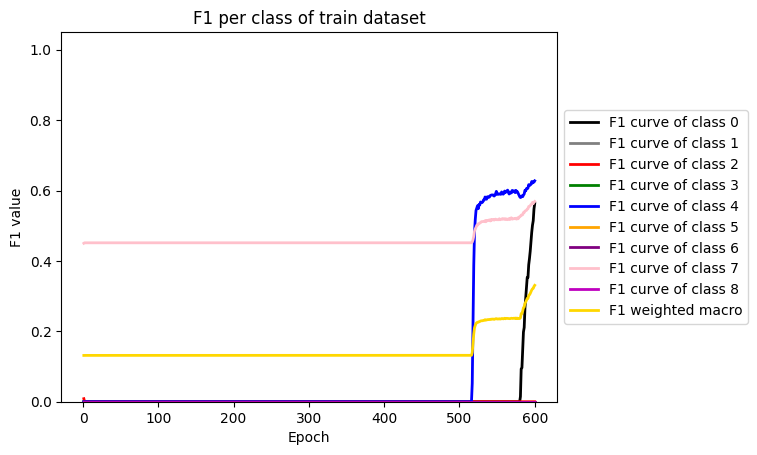 F1 per class of train dataset
F1 value
1.0
0.8
0.6
0.4
0.2
0.0
0 100 200 300 400 500 600
Epoch
F1 curve of class 0
F1 curve of class 1
F1 curve of class 2
F1 curve of class 3
F1 curve of class 4
F1 curve of class 5
F1 curve of class 6
F1 curve of class 7
F1 curve of class 8
F1 weighted macro